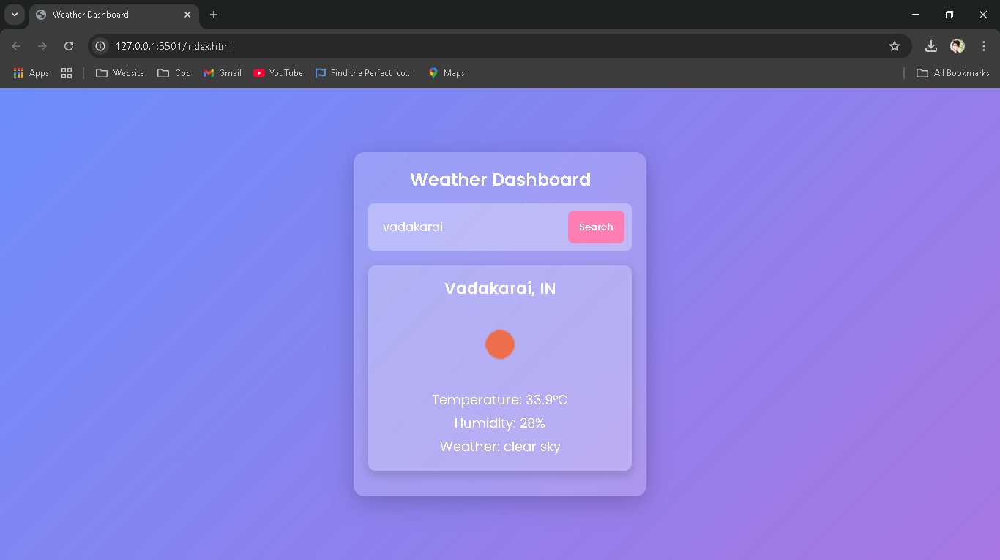 Weather Dashboard
127.0.0.1:5501/index.html
Apps Website Cpp Gmail YouTube Find the Perfect Ico... Maps All Bookmarks
Weather Dashboard
vadakarai Search
Vadakarai, IN
Temperature: 33.9°C
Humidity: 28%
Weather: clear sky